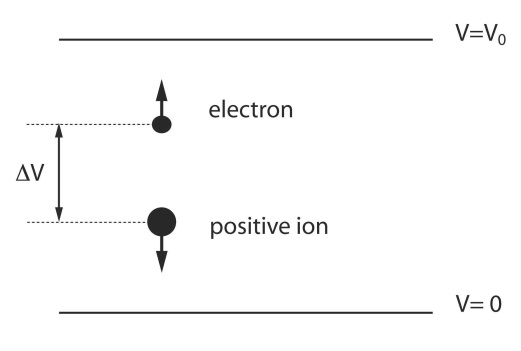 V=V₀
electron
ΔV
positive ion
V= 0